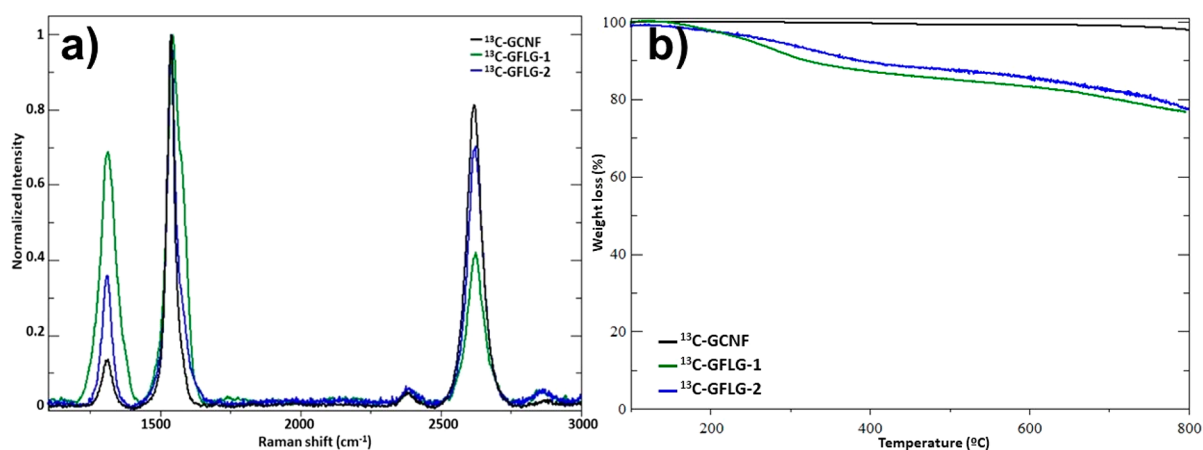 a)
¹³C-GCNF
¹³C-GFLG-1
¹³C-GFLG-2
Normalized Intensity
1
0.8
0.6
0.4
0.2
0
1500
2000
2500
3000
Raman shift (cm⁻¹)
b)
Weight loss (%)
100
80
60
40
20
0
¹³C-GCNF
¹³C-GFLG-1
¹³C-GFLG-2
200
400
600
800
Temperature (ºC)